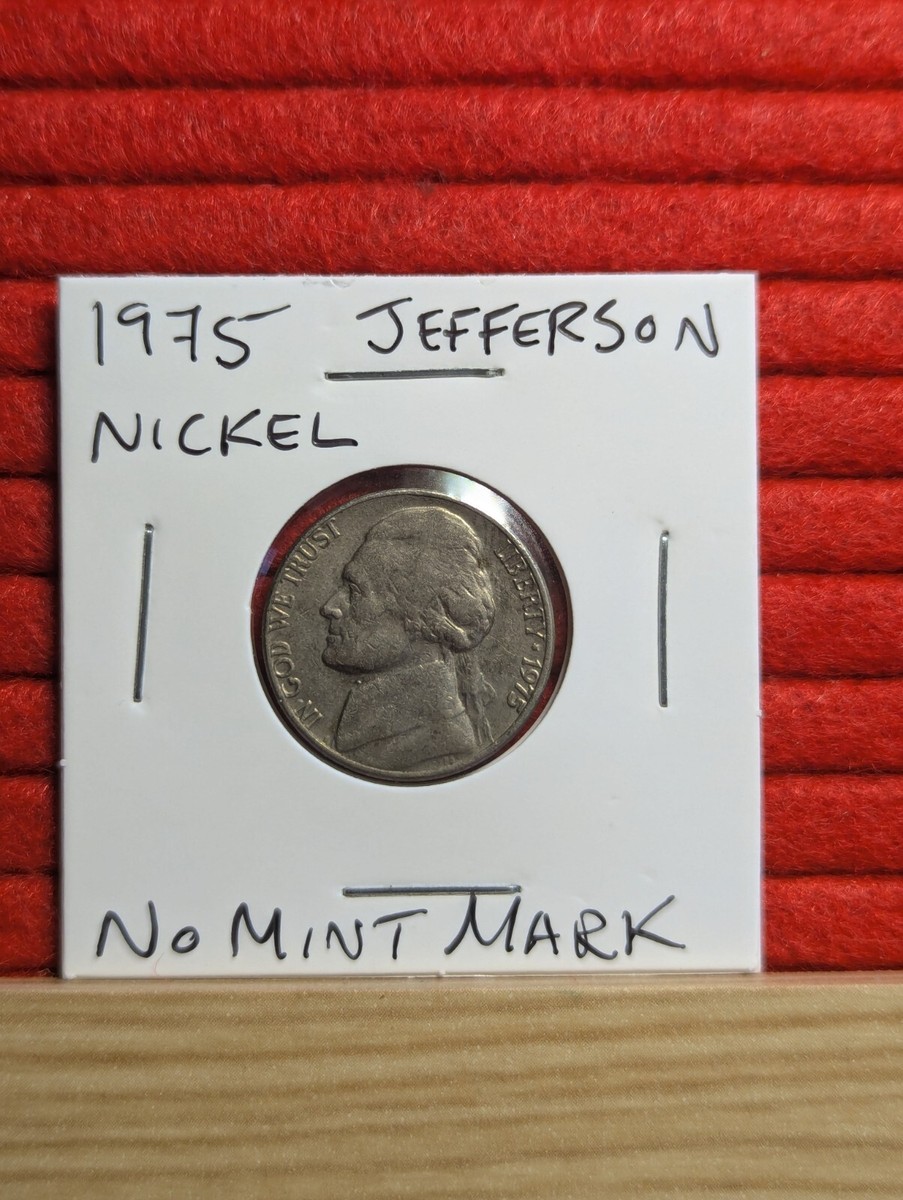 1975 JEFFERSON
NICKEL
IN GOD WE TRUST
LIBERTY · 1975
NO MINT MARK